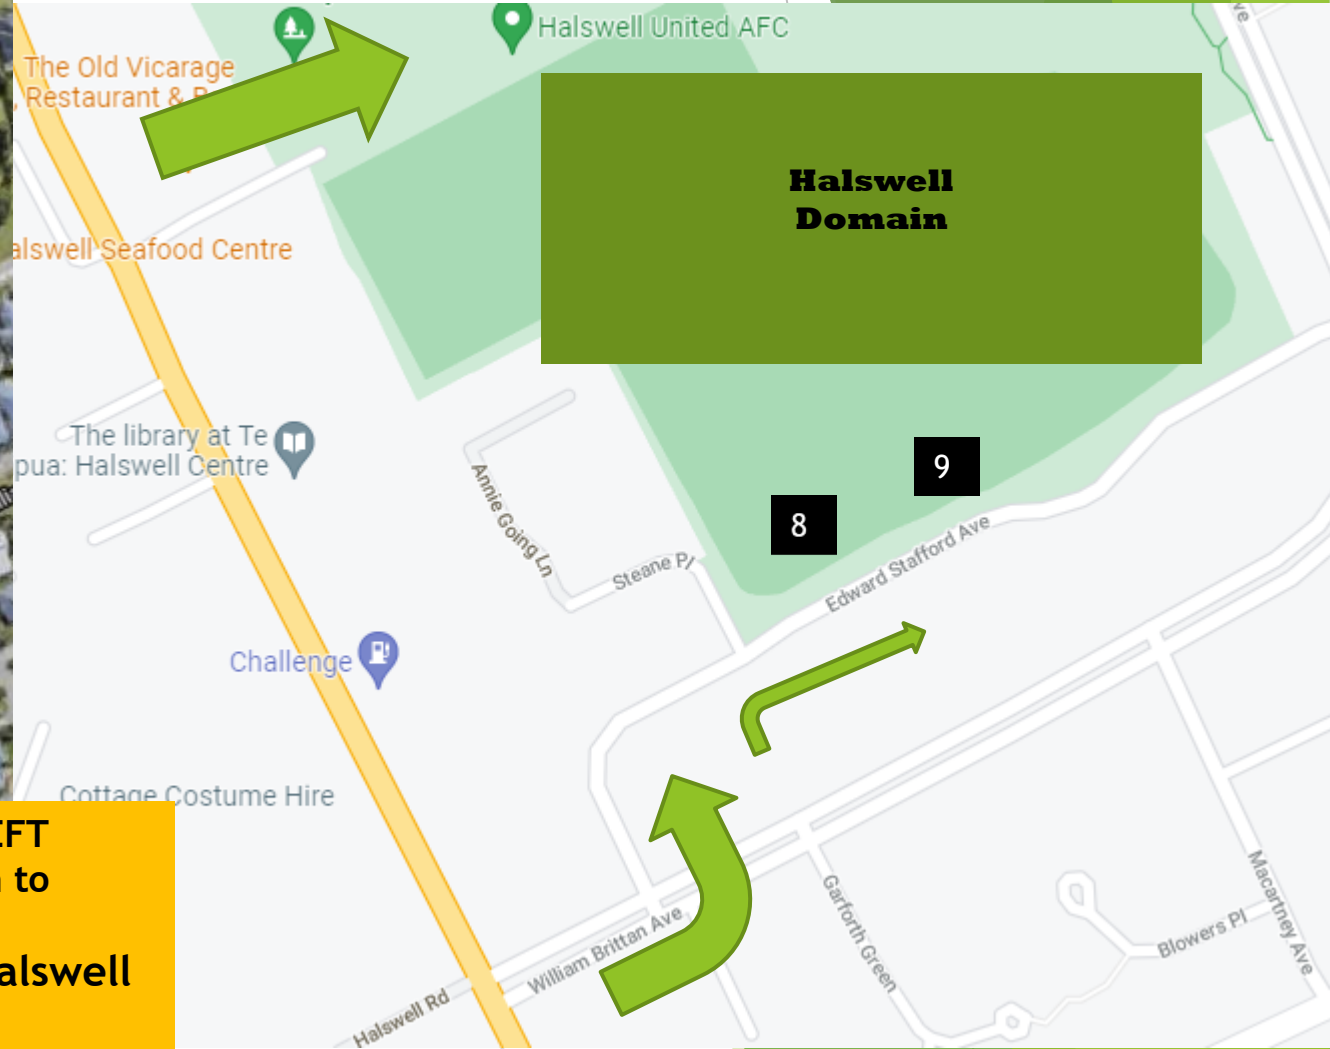 Halswell United AFC
The Old Vicarage
, Restaurant &
ve
Halswell
Domain
alswell Seafood Centre
The library at Te
pua: Halswell Centre
Annie Going Ln
9
8
Steane Pl
Edward Stafford Ave
Challenge
Cottage Costume Hire
EFT
to
alswell
William Brittan Ave
Halswell Rd
Garforth Green
Blowers Pl
Macartney Ave